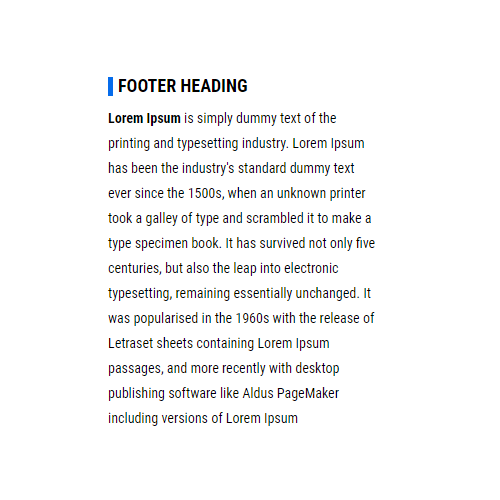 FOOTER HEADING
Lorem Ipsum is simply dummy text of the
printing and typesetting industry. Lorem Ipsum
has been the industry's standard dummy text
ever since the 1500s, when an unknown printer
took a galley of type and scrambled it to make a
type specimen book. It has survived not only five
centuries, but also the leap into electronic
typesetting, remaining essentially unchanged. It
was popularised in the 1960s with the release of
Letraset sheets containing Lorem Ipsum
passages, and more recently with desktop
publishing software like Aldus PageMaker
including versions of Lorem Ipsum